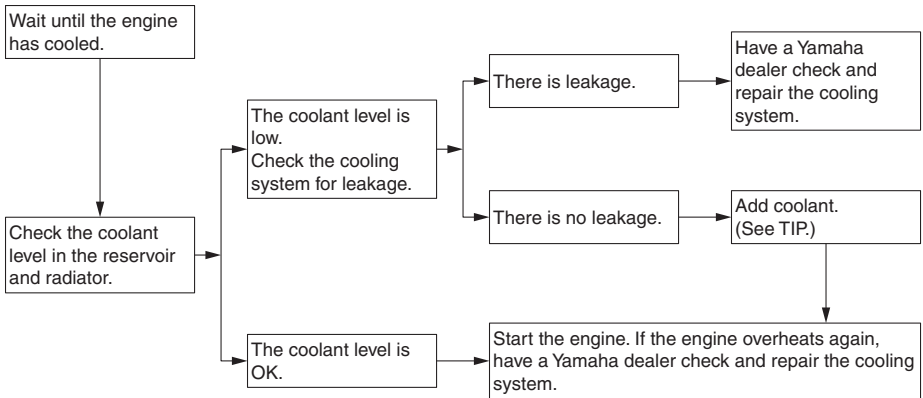 Wait until the engine
has cooled.
Check the coolant
level in the reservoir
and radiator.
The coolant level is
low.
Check the cooling
system for leakage.
The coolant level is
OK.
There is leakage.
There is no leakage.
Have a Yamaha
dealer check and
repair the cooling
system.
Add coolant.
(See TIP.)
Start the engine. If the engine overheats again,
have a Yamaha dealer check and repair the cooling
system.